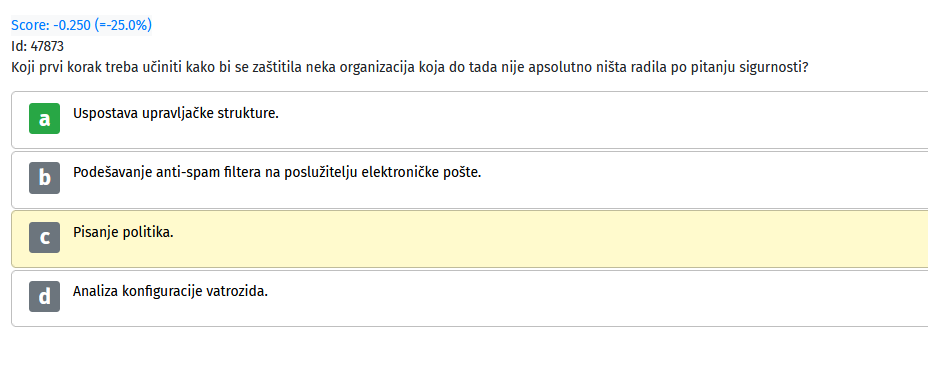 Score: -0.250 (=-25.0%)
Id: 47873
Koji prvi korak treba učiniti kako bi se zaštitila neka organizacija koja do tada nije apsolutno ništa radila po pitanju sigurnosti?
a Uspostava upravljačke strukture.
b Podešavanje anti-spam filtera na poslužitelju elektroničke pošte.
c Pisanje politika.
d Analiza konfiguracije vatrozida.